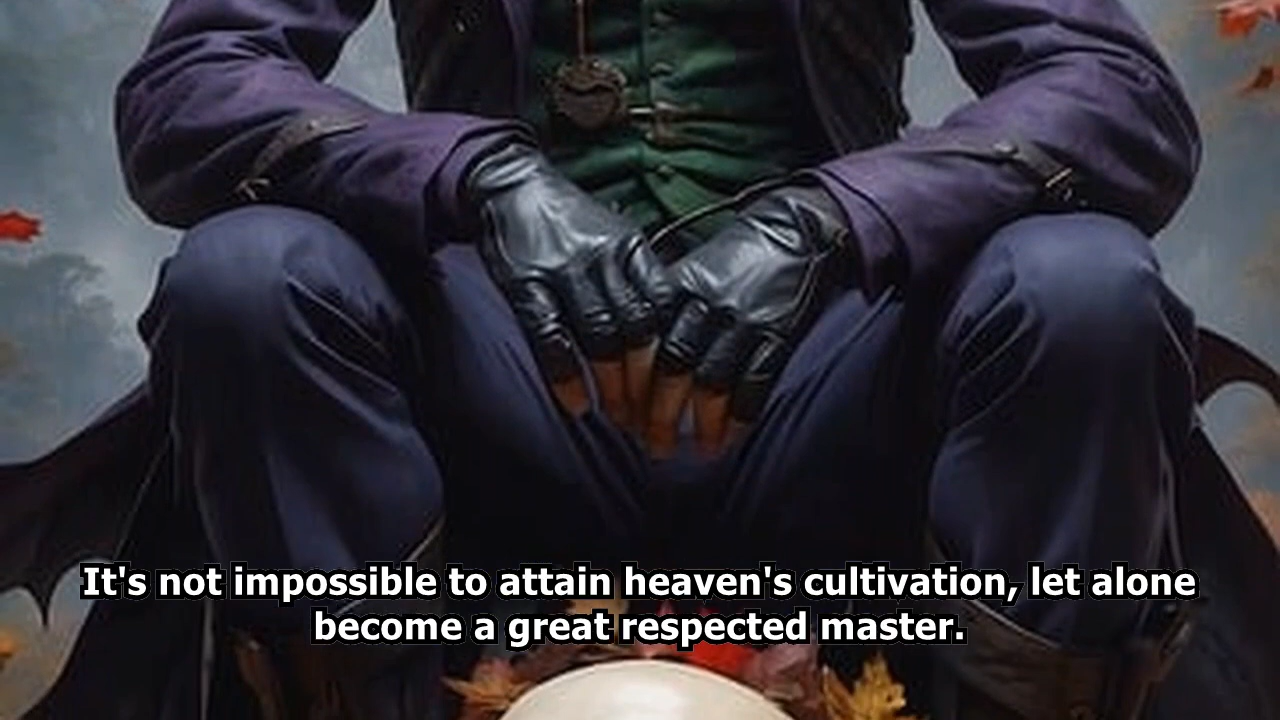 It's not impossible to attain heaven's cultivation, let alone
become a great respected master.